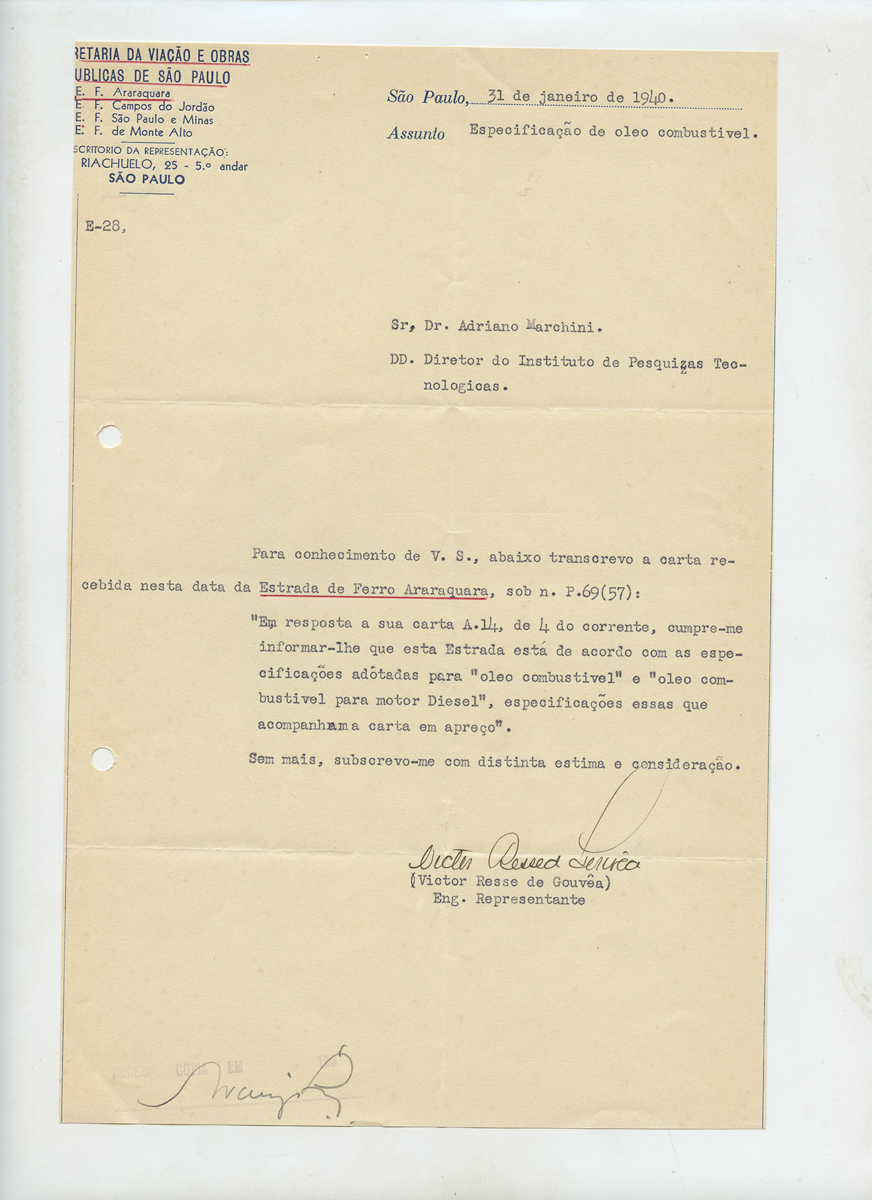 RETARIA DA VIAÇÃO E OBRAS
UBLICAS DE SÃO PAULO
E. F. Araraquara
E. F. Campos do Jordão
E. F. São Paulo e Minas
E. F. de Monte Alto
SCRITORIO DA REPRESENTAÇÃO:
RIACHUELO, 25 - 5.º andar
SÃO PAULO
São Paulo, 31 de janeiro de 1940.
Assunto Especificação de oleo combustivel.
E-28,
Sr, Dr. Adriano Marchini.
DD. Diretor do Instituto de Pesquizas Tec-
nologicas.
Para conhecimento de V. S., abaixo transcrevo a carta re-
cebida nesta data da Estrada de Ferro Araraquara, sob n. P.69(57):
"Em resposta a sua carta A.14, de 4 do corrente, cumpre-me
informar-lhe que esta Estrada está de acordo com as espe-
cificações adótadas para "oleo combustivel" e "oleo com-
bustivel para motor Diesel", especificações essas que
acompanhama carta em apreço".
Sem mais, subscrevo-me com distinta estima e consideração.
(Victor Resse de Gouvêa)
Eng. Representante
COPIA EM